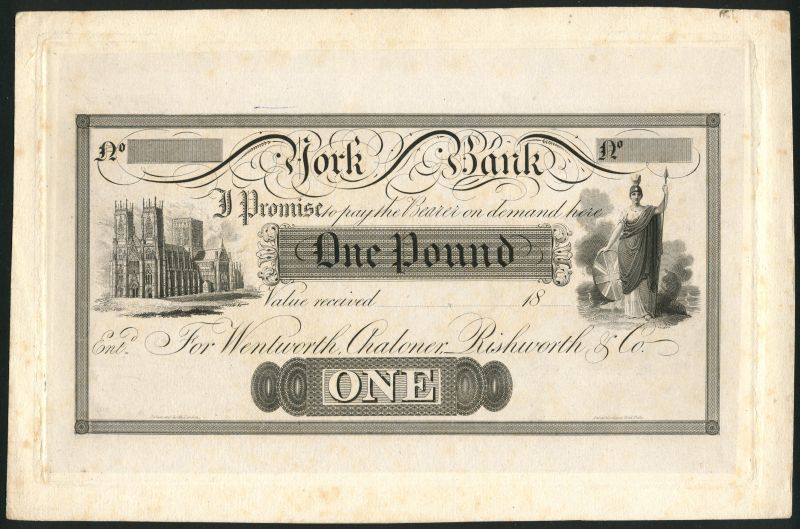 No
York Bank
No
I Promise to pay the Bearer on demand here
One Pound
Value received 18
Entd. For Wentworth, Chaloner, Rishworth & Co.
ONE